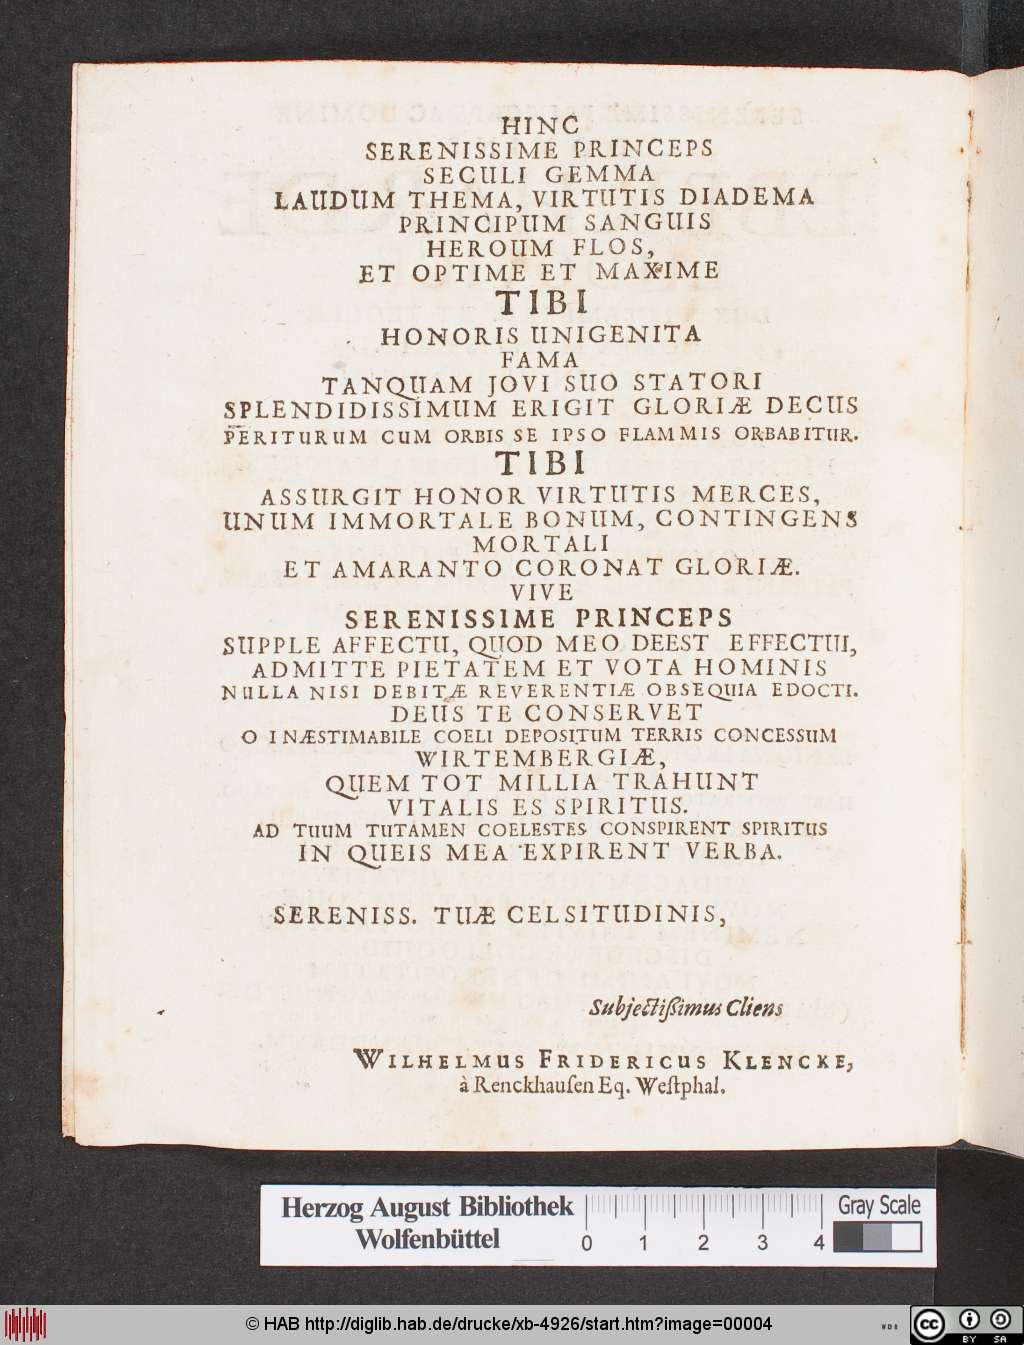 HINC
SERENISSIME PRINCEPS
SECULI GEMMA
LAUDUM THEMA, VIRTUTIS DIADEMA
PRINCIPUM SANGUIS
HEROUM FLOS,
ET OPTIME ET MAXIME
TIBI
HONORIS UNIGENITA
FAMA
TANQUAM JOVI SUO STATORI
SPLENDIDISSIMUM ERIGIT GLORIÆ DECUS
PERITURUM CUM ORBIS SE IPSO FLAMMIS ORBABITUR.
TIBI
ASSURGIT HONOR VIRTUTIS MERCES,
UNUM IMMORTALE BONUM, CONTINGENS
MORTALI
ET AMARANTO CORONAT GLORIÆ.
VIVE
SERENISSIME PRINCEPS
SUPPLE AFFECTU, QUOD MEO DEEST EFFECTUI,
ADMITTE PIETATEM ET VOTA HOMINIS
NULLA NISI DEBITÆ REVERENTIÆ OBSEQUIA EDOCTI.
DEUS TE CONSERVET
O INÆSTIMABILE COELI DEPOSITUM TERRIS CONCESSUM
WIRTEMBERGIÆ,
QUEM TOT MILLIA TRAHUNT
VITALIS ES SPIRITUS.
AD TUUM TUTAMEN COELESTES CONSPIRENT SPIRITUS
IN QUEIS MEA EXPIRENT VERBA.
SERENISS. TUÆ CELSITUDINIS,
Subjectißimus Cliens
WILHELMUS FRIDERICUS KLENCKE,
à Renckhauſen Eq. Weſtphal.
Herzog August Bibliothek
Wolfenbüttel
0 1 2 3 4
Gray Scale
© HAB http://diglib.hab.de/drucke/xb-4926/start.htm?image=00004
WDB
cc BY SA